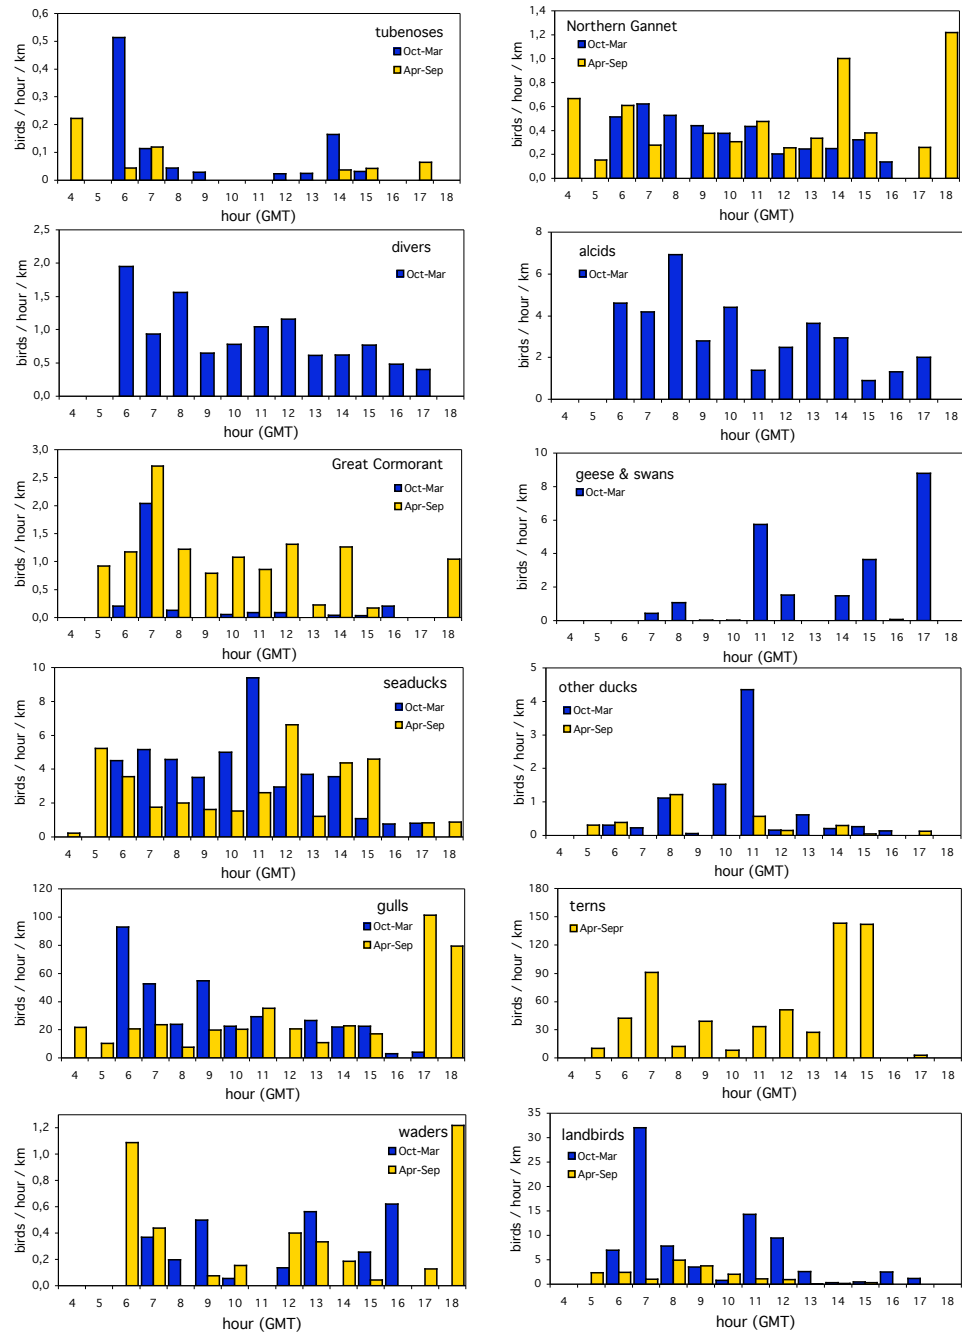 tubenoses
Oct-Mar
Apr-Sep
birds / hour / km
0,6
0,5
0,4
0,3
0,2
0,1
0
4 5 6 7 8 9 10 11 12 13 14 15 16 17 18
hour (GMT)
Northern Gannet
Oct-Mar
Apr-Sep
birds / hour / km
1,4
1,2
1,0
0,8
0,6
0,4
0,2
0,0
4 5 6 7 8 9 10 11 12 13 14 15 16 17 18
hour (GMT)
divers
Oct-Mar
birds / hour / km
2,5
2,0
1,5
1,0
0,5
0,0
4 5 6 7 8 9 10 11 12 13 14 15 16 17 18
hour (GMT)
alcids
Oct-Mar
birds / hour / km
8
6
4
2
0
4 5 6 7 8 9 10 11 12 13 14 15 16 17 18
hour (GMT)
Great Cormorant
Oct-Mar
Apr-Sep
birds / hour / km
3,0
2,5
2,0
1,5
1,0
0,5
0,0
4 5 6 7 8 9 10 11 12 13 14 15 16 17 18
hour (GMT)
geese & swans
Oct-Mar
birds / hour / km
10
8
6
4
2
0
4 5 6 7 8 9 10 11 12 13 14 15 16 17 18
hour (GMT)
seaducks
Oct-Mar
Apr-Sep
birds / hour / km
10
8
6
4
2
0
4 5 6 7 8 9 10 11 12 13 14 15 16 17 18
hour (GMT)
other ducks
Oct-Mar
Apr-Sep
birds / hour / km
5
4
3
2
1
0
4 5 6 7 8 9 10 11 12 13 14 15 16 17 18
hour (GMT)
gulls
Oct-Mar
Apr-Sep
birds / hour / km
120
100
80
60
40
20
0
4 5 6 7 8 9 10 11 12 13 14 15 16 17 18
hour (GMT)
terns
Apr-Sepr
birds / hour / km
180
150
120
90
60
30
0
4 5 6 7 8 9 10 11 12 13 14 15 16 17 18
hour (GMT)
waders
Oct-Mar
Apr-Sep
birds / hour / km
1,2
1,0
0,8
0,6
0,4
0,2
0,0
4 5 6 7 8 9 10 11 12 13 14 15 16 17 18
hour (GMT)
landbirds
Oct-Mar
Apr-Sep
birds / hour / km
35
30
25
20
15
10
5
0
4 5 6 7 8 9 10 11 12 13 14 15 16 17 18
hour (GMT)